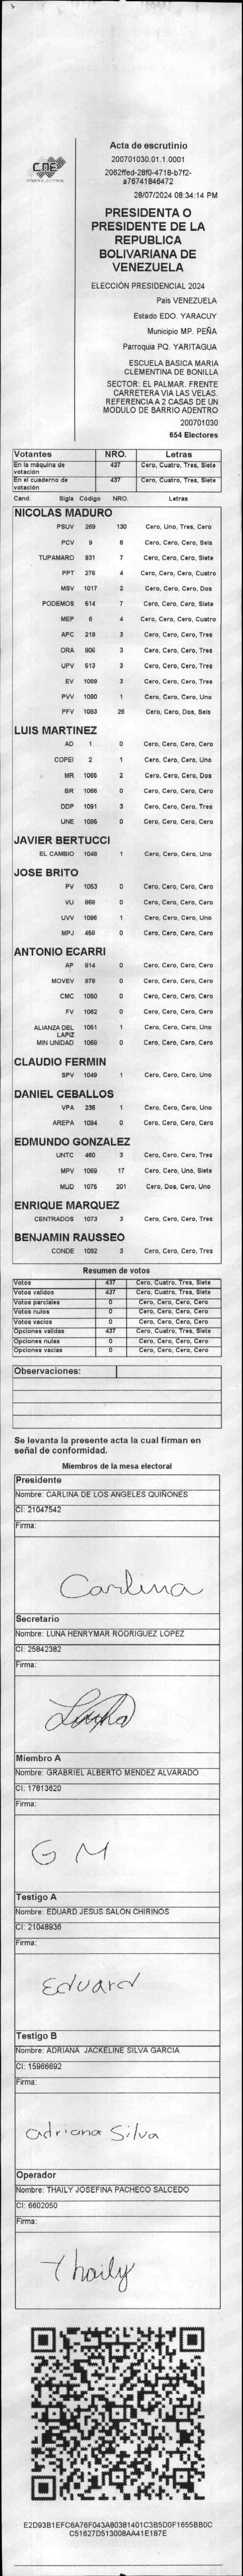 CNE
Acta de escrutinio
200701030.01.1.0001
2062ffed-28f0-4718-b7f2-
a76741846472
28/07/2024 08:34:14 PM
PRESIDENTA O
PRESIDENTE DE LA
REPUBLICA
BOLIVARIANA DE
VENEZUELA
ELECCIÓN PRESIDENCIAL 2024
Pais VENEZUELA
Estado EDO. YARACUY
Municipio MP. PEÑA
Parroquia PQ. YARITAGUA
ESCUELA BASICA MARIA
CLEMENTINA DE BONILLA
SECTOR: EL PALMAR. FRENTE
CARRETERA VIA LAS VELAS.
REFERENCIA A 2 CASAS DE UN
MODULO DE BARRIO ADENTRO
200701030
654 Electores
Votantes NRO. Letras
En la máquina de votación 437 Cero, Cuatro, Tres, Siete
En el cuaderno de votación 437 Cero, Cuatro, Tres, Siete
Cand. Sigla Código NRO. Letras
NICOLAS MADURO
PSUV 269 130 Cero, Uno, Tres, Cero
PCV 9 6 Cero, Cero, Cero, Seis
TUPAMARO 931 7 Cero, Cero, Cero, Siete
PPT 276 4 Cero, Cero, Cero, Cuatro
MSV 1017 2 Cero, Cero, Cero, Dos
PODEMOS 514 7 Cero, Cero, Cero, Siete
MEP 6 4 Cero, Cero, Cero, Cuatro
APC 219 3 Cero, Cero, Cero, Tres
ORA 906 3 Cero, Cero, Cero, Tres
UPV 513 3 Cero, Cero, Cero, Tres
EV 1089 3 Cero, Cero, Cero, Tres
PVV 1090 1 Cero, Cero, Cero, Uno
PFV 1093 26 Cero, Cero, Dos, Seis
LUIS MARTINEZ
AD 1 0 Cero, Cero, Cero, Cero
COPEI 2 1 Cero, Cero, Cero, Uno
MR 1065 2 Cero, Cero, Cero, Dos
BR 1066 0 Cero, Cero, Cero, Cero
DDP 1091 3 Cero, Cero, Cero, Tres
UNE 1095 0 Cero, Cero, Cero, Cero
JAVIER BERTUCCI
EL CAMBIO 1048 1 Cero, Cero, Cero, Uno
JOSE BRITO
PV 1053 0 Cero, Cero, Cero, Cero
VU 868 0 Cero, Cero, Cero, Cero
UVV 1096 1 Cero, Cero, Cero, Uno
MPJ 458 0 Cero, Cero, Cero, Cero
ANTONIO ECARRI
AP 814 0 Cero, Cero, Cero, Cero
MOVEV 878 0 Cero, Cero, Cero, Cero
CMC 1050 0 Cero, Cero, Cero, Cero
FV 1062 0 Cero, Cero, Cero, Cero
ALIANZA DEL LAPIZ 1051 1 Cero, Cero, Cero, Uno
MIN UNIDAD 1068 0 Cero, Cero, Cero, Cero
CLAUDIO FERMIN
SPV 1049 1 Cero, Cero, Cero, Uno
DANIEL CEBALLOS
VPA 236 1 Cero, Cero, Cero, Uno
AREPA 1094 0 Cero, Cero, Cero, Cero
EDMUNDO GONZALEZ
UNTC 460 3 Cero, Cero, Cero, Tres
MPV 1069 17 Cero, Cero, Uno, Siete
MUD 1075 201 Cero, Dos, Cero, Uno
ENRIQUE MARQUEZ
CENTRADOS 1073 3 Cero, Cero, Cero, Tres
BENJAMIN RAUSSEO
CONDE 1092 3 Cero, Cero, Cero, Tres
Resumen de votos
Votos 437 Cero, Cuatro, Tres, Siete
Votos validos 437 Cero, Cuatro, Tres, Siete
Votos parciales 0 Cero, Cero, Cero, Cero
Votos nulos 0 Cero, Cero, Cero, Cero
Votos vacios 0 Cero, Cero, Cero, Cero
Opciones validas 437 Cero, Cuatro, Tres, Siete
Opciones nulas 0 Cero, Cero, Cero, Cero
Opciones vacias 0 Cero, Cero, Cero, Cero
Observaciones:
Se levanta la presente acta la cual firman en
señal de conformidad.
Miembros de la mesa electoral
Presidente
Nombre: CARLINA DE LOS ANGELES QUIÑONES
CI: 21047542
Firma:
Carlina
Secretario
Nombre: LUNA HENRYMAR RODRIGUEZ LOPEZ
CI: 25842382
Firma:
Miembro A
Nombre: GRABRIEL ALBERTO MENDEZ ALVARADO
CI: 17813620
Firma:
G M
Testigo A
Nombre: EDUARD JESUS SALON CHIRINOS
CI: 21048936
Firma:
Eduard
Testigo B
Nombre: ADRIANA JACKELINE SILVA GARCIA
CI: 15966692
Firma:
adriana Silva
Operador
Nombre: THAILY JOSEFINA PACHECO SALCEDO
CI: 6602050
Firma:
Thaily
E2D93B1EFC6A76F043A80381401C3B5D0F1655BB0C
C51627D513008AA41E187E